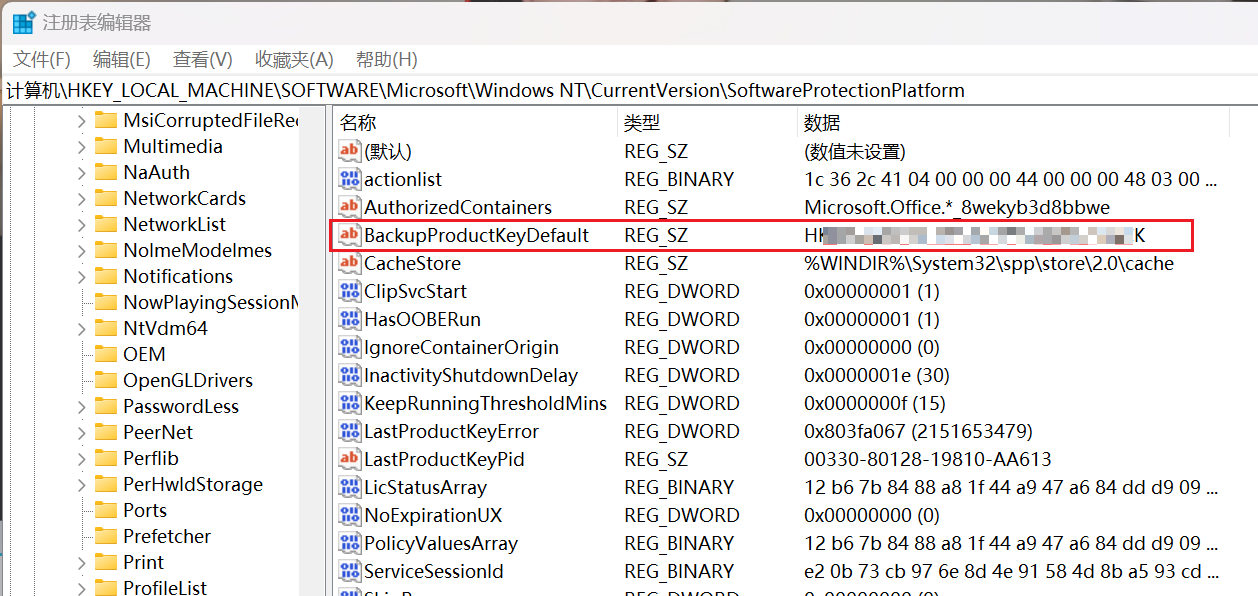 注册表编辑器
文件(F) 编辑(E) 查看(V) 收藏夹(A) 帮助(H)
计算机\HKEY_LOCAL_MACHINE\SOFTWARE\Microsoft\Windows NT\CurrentVersion\SoftwareProtectionPlatform
MsiCorruptedFileRec
Multimedia
NaAuth
NetworkCards
NetworkList
NolmeModelmes
Notifications
NowPlayingSessionM
NtVdm64
OEM
OpenGLDrivers
PasswordLess
PeerNet
Perflib
PerHwIdStorage
Ports
Prefetcher
Print
ProfileList
名称 类型 数据
(默认) REG_SZ (数值未设置)
actionlist REG_BINARY 1c 36 2c 41 04 00 00 00 44 00 00 00 48 03 00 ...
AuthorizedContainers REG_SZ Microsoft.Office.*_8wekyb3d8bbwe
BackupProductKeyDefault REG_SZ
CacheStore REG_SZ %WINDIR%\System32\spp\store\2.0\cache
ClipSvcStart REG_DWORD 0x00000001 (1)
HasOOBERun REG_DWORD 0x00000001 (1)
IgnoreContainerOrigin REG_DWORD 0x00000000 (0)
InactivityShutdownDelay REG_DWORD 0x0000001e (30)
KeepRunningThresholdMins REG_DWORD 0x0000000f (15)
LastProductKeyError REG_DWORD 0x803fa067 (2151653479)
LastProductKeyPid REG_SZ 00330-80128-19810-AA613
LicStatusArray REG_BINARY 12 b6 7b 84 88 a8 1f 44 a9 47 a6 84 dd d9 09 ...
NoExpirationUX REG_DWORD 0x00000000 (0)
PolicyValuesArray REG_BINARY 12 b6 7b 84 88 a8 1f 44 a9 47 a6 84 dd d9 09 ...
ServiceSessionId REG_BINARY e2 0b 73 cb 97 6e 8d 4e 91 58 4d 8b a5 93 cd ...